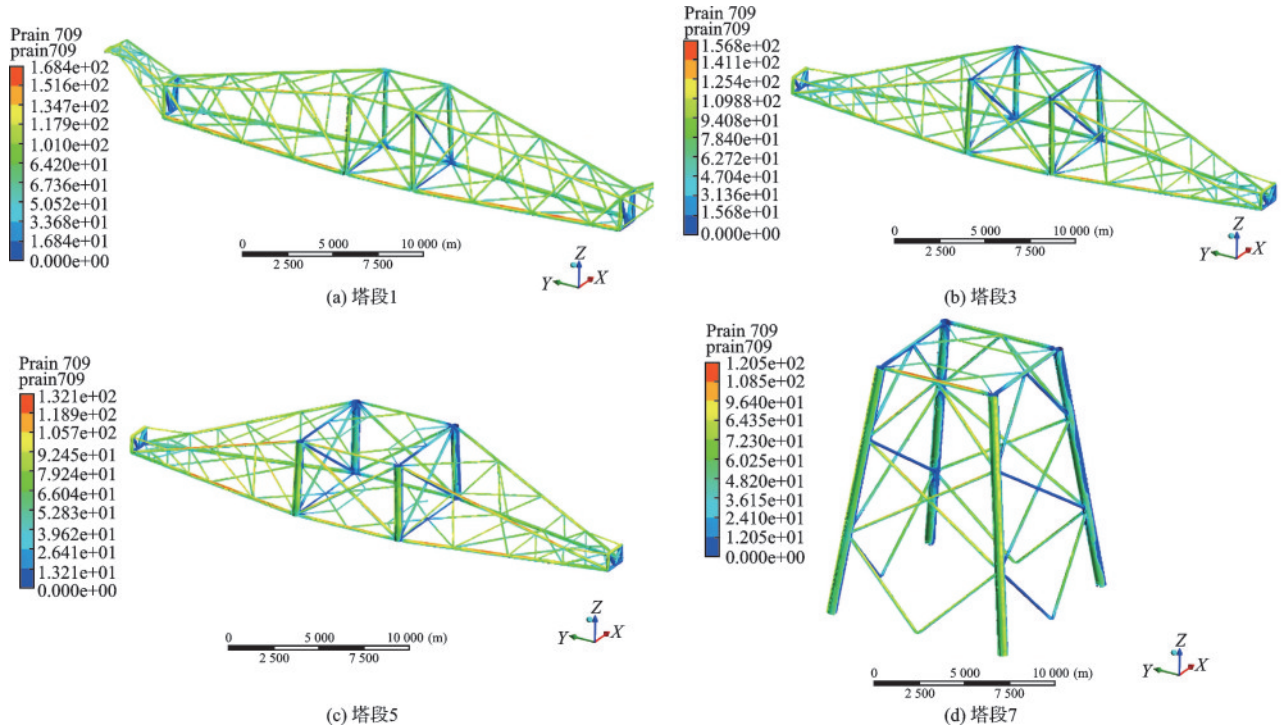 Prain 709
prain709
1.684e+02
1.516e+02
1.347e+02
1.179e+02
1.010e+02
6.420e+01
6.736e+01
5.052e+01
3.368e+01
1.684e+01
0.000e+00
0 5 000 10 000 (m)
2 500 7 500
Z
Y X
(a) 塔段1
Prain 709
prain709
1.568e+02
1.411e+02
1.254e+02
1.0988e+02
9.408e+01
7.840e+01
6.272e+01
4.704e+01
3.136e+01
1.568e+01
0.000e+00
0 5 000 10 000 (m)
2 500 7 500
Z
Y X
(b) 塔段3
Prain 709
prain709
1.321e+02
1.189e+02
1.057e+02
9.245e+01
7.924e+01
6.604e+01
5.283e+01
3.962e+01
2.641e+01
1.321e+01
0.000e+00
0 5 000 10 000 (m)
2 500 7 500
Z
Y X
(c) 塔段5
Prain 709
prain709
1.205e+02
1.085e+02
9.640e+01
6.435e+01
7.230e+01
6.025e+01
4.820e+01
3.615e+01
2.410e+01
1.205e+01
0.000e+00
0 5 000 10 000 (m)
2 500 7 500
Z
Y X
(d) 塔段7